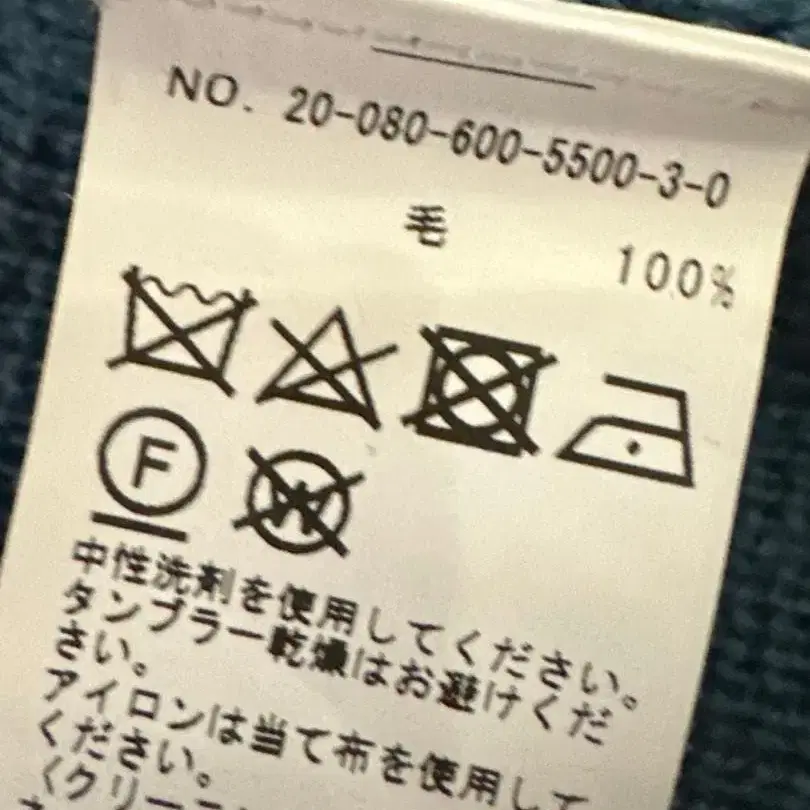 NO. 20-080-600-5500-3-0
毛 100%
F
W
中性洗剤を使用してください。
タンブラー乾燥はお避けくだ
さい。
アイロンは当て布を使用して
ください。